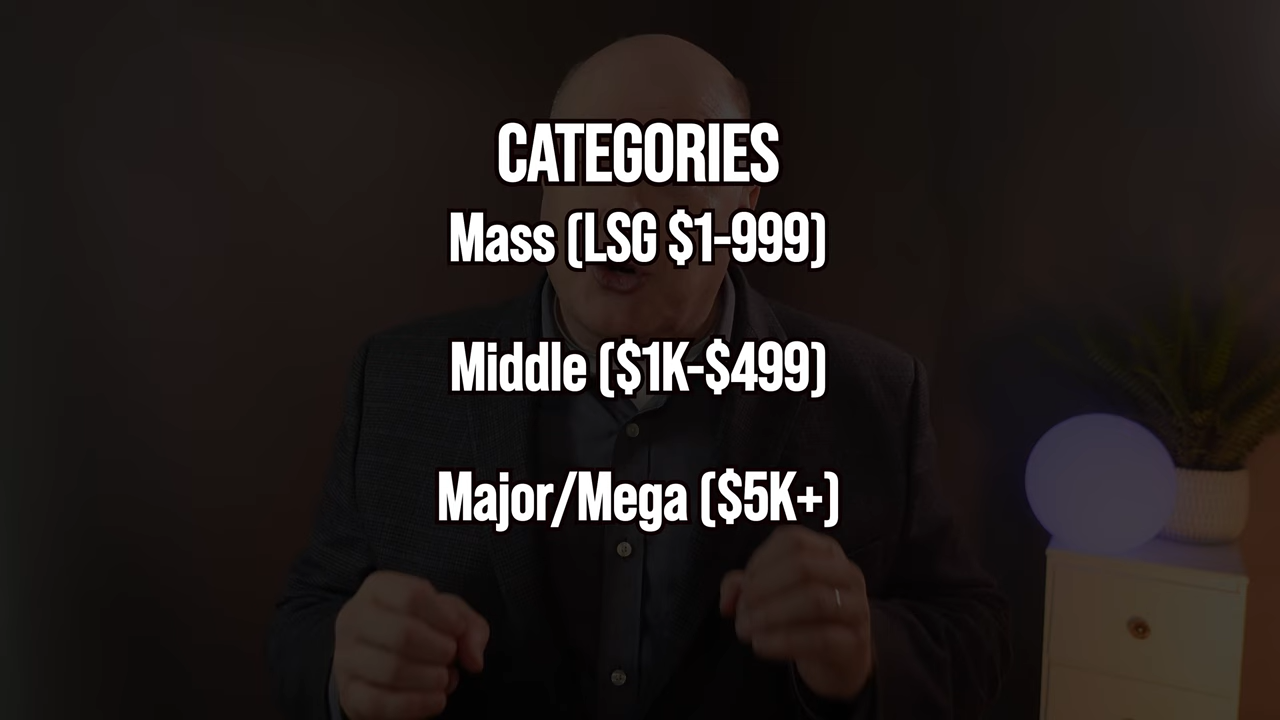 CATEGORIES
Mass (LSG $1-999)
Middle ($1K-$499)
Major/Mega ($5K+)